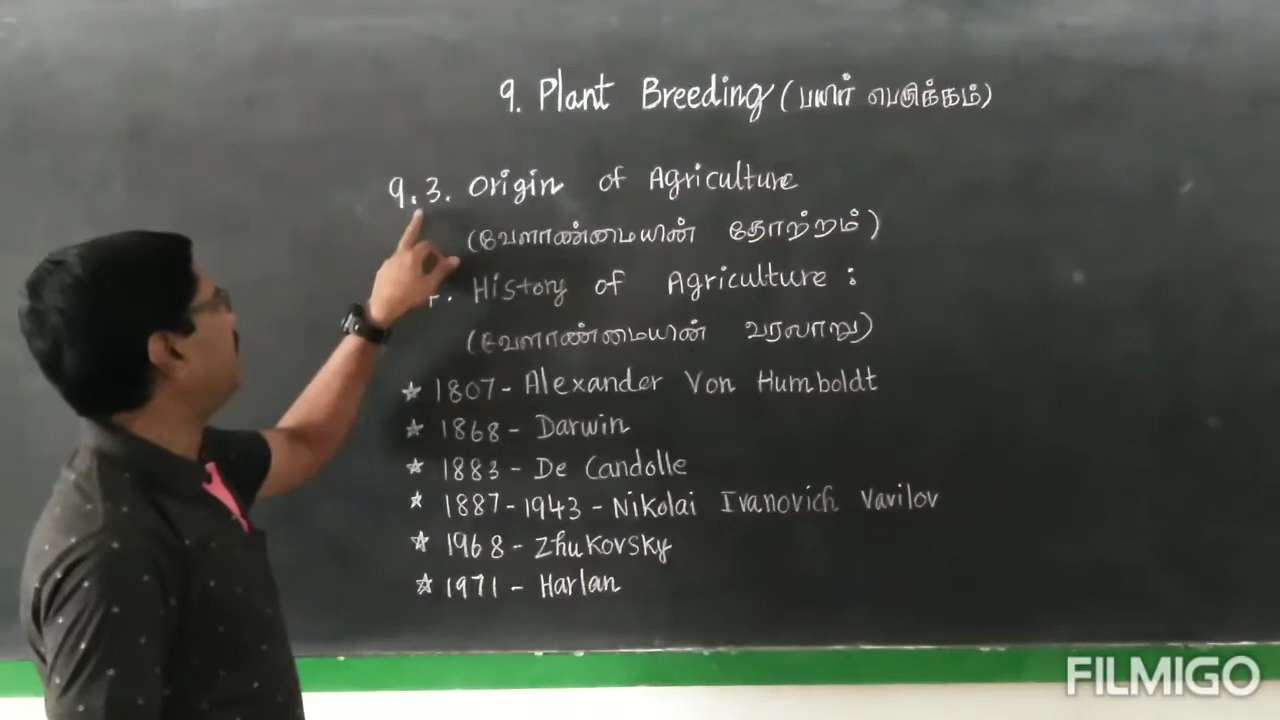 9. Plant Breeding (பயிர் பெருக்கம்)
9.3. Origin of Agriculture
(வேளாண்மையின் தோற்றம்)
History of Agriculture :
(வேளாண்மையின் வரலாறு)
★ 1807 - Alexander Von Humboldt
★ 1868 - Darwin
★ 1883 - De Candolle
★ 1887 - 1943 - Nikolai Ivanovich Vavilov
★ 1968 - Zhukovsky
★ 1971 - Harlan
FILMIGO